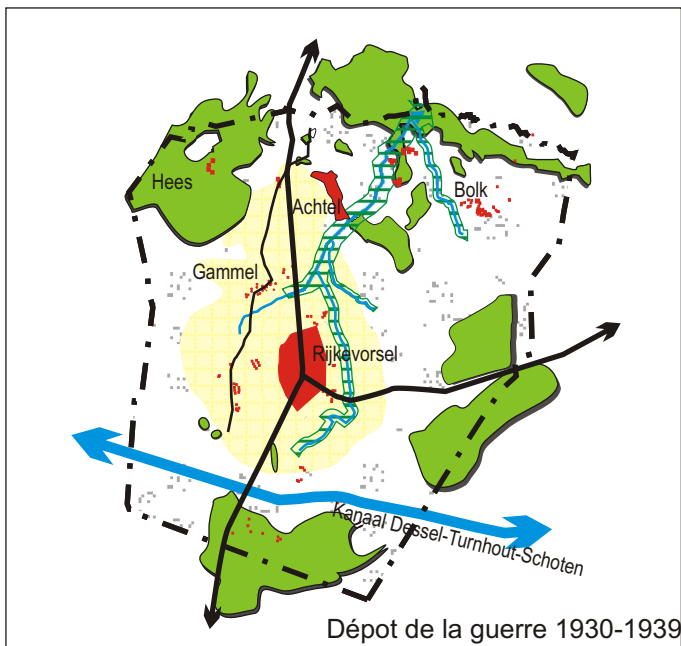 Hees
Achtel
Bolk
Gammel
Rijkevorsel
Kanaal Dessel-Turnhout-Schoten
Dépot de la guerre 1930-1939